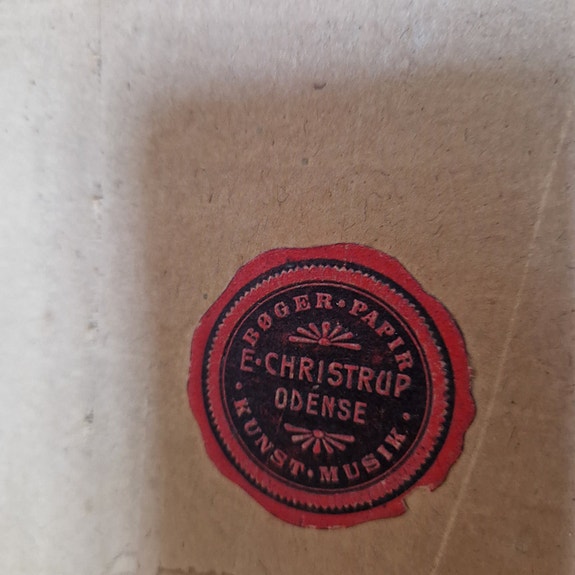 BØGER • PAPIR
E. CHRISTRUP
ODENSE
• KUNST • MUSIK •